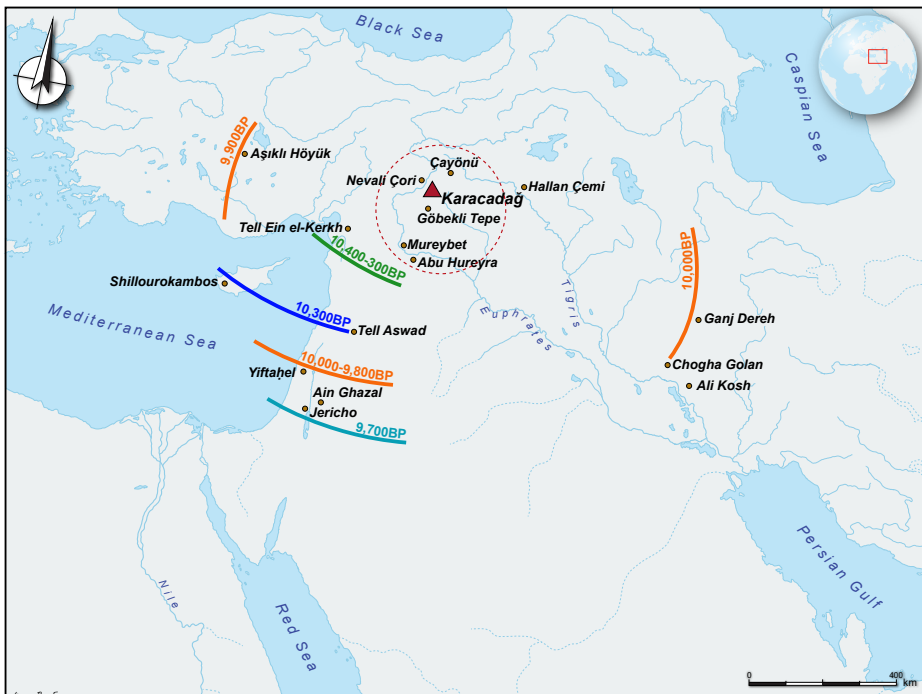 Black Sea
Caspian Sea
9,900BP
Aşıklı Höyük
Çayönü
Nevali Çori
Hallan Çemi
Karacadağ
Göbekli Tepe
Tell Ein el-Kerkh
10,400-300BP
Mureybet
Abu Hureyra
10,000BP
Shillourokambos
10,300BP
Mediterranean Sea
Tell Aswad
Euphrates
Tigris
Ganj Dereh
Chogha Golan
Ali Kosh
10,000-9,800BP
Yiftaḥel
Ain Ghazal
Jericho
9,700BP
Nile
Red Sea
Persian Gulf
0
400
km